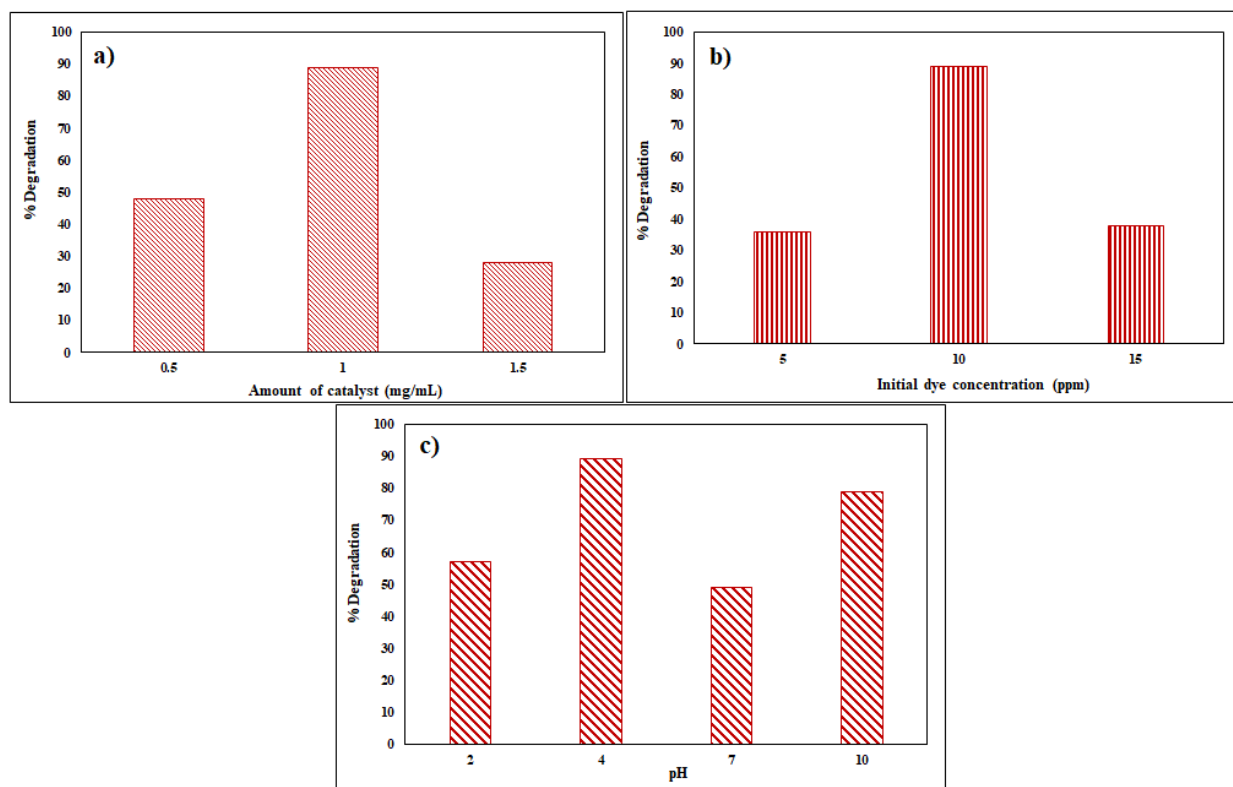 a)
% Degradation
100
90
80
70
60
50
40
30
20
10
0
0.5 1 1.5
Amount of catalyst (mg/mL)
b)
% Degradation
100
90
80
70
60
50
40
30
20
10
0
5 10 15
Initial dye concentration (ppm)
c)
% Degradation
100
90
80
70
60
50
40
30
20
10
0
2 4 7 10
pH